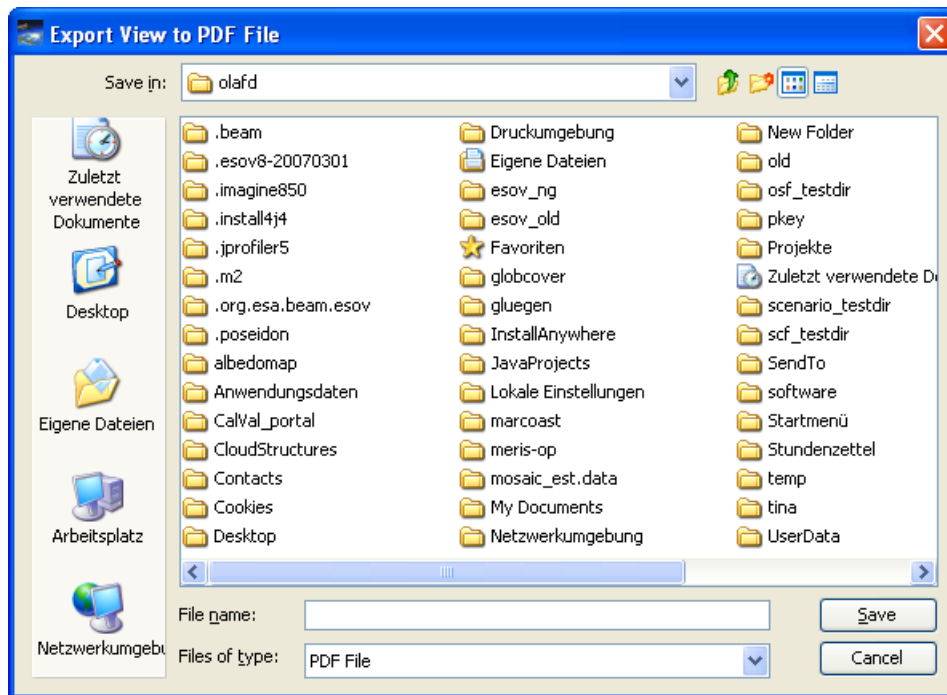 Export View to PDF File
Save in:
olafd
Zuletzt
verwendete
Dokumente
Desktop
Eigene Dateien
Arbeitsplatz
Netzwerkumgebu
.beam
.esov8-20070301
.imagine850
.install4j4
.jprofiler5
.m2
.org.esa.beam.esov
.poseidon
albedomap
Anwendungsdaten
CalVal_portal
CloudStructures
Contacts
Cookies
Desktop
Druckumgebung
Eigene Dateien
esov_ng
esov_old
Favoriten
globcover
gluegen
InstallAnywhere
JavaProjects
Lokale Einstellungen
marcoast
meris-op
mosaic_est.data
My Documents
Netzwerkumgebung
New Folder
old
osf_testdir
pkey
Projekte
Zuletzt verwendete D
scenario_testdir
scf_testdir
SendTo
software
Startmenü
Stundenzettel
temp
tina
UserData
File name:
Save
Files of type:
PDF File
Cancel